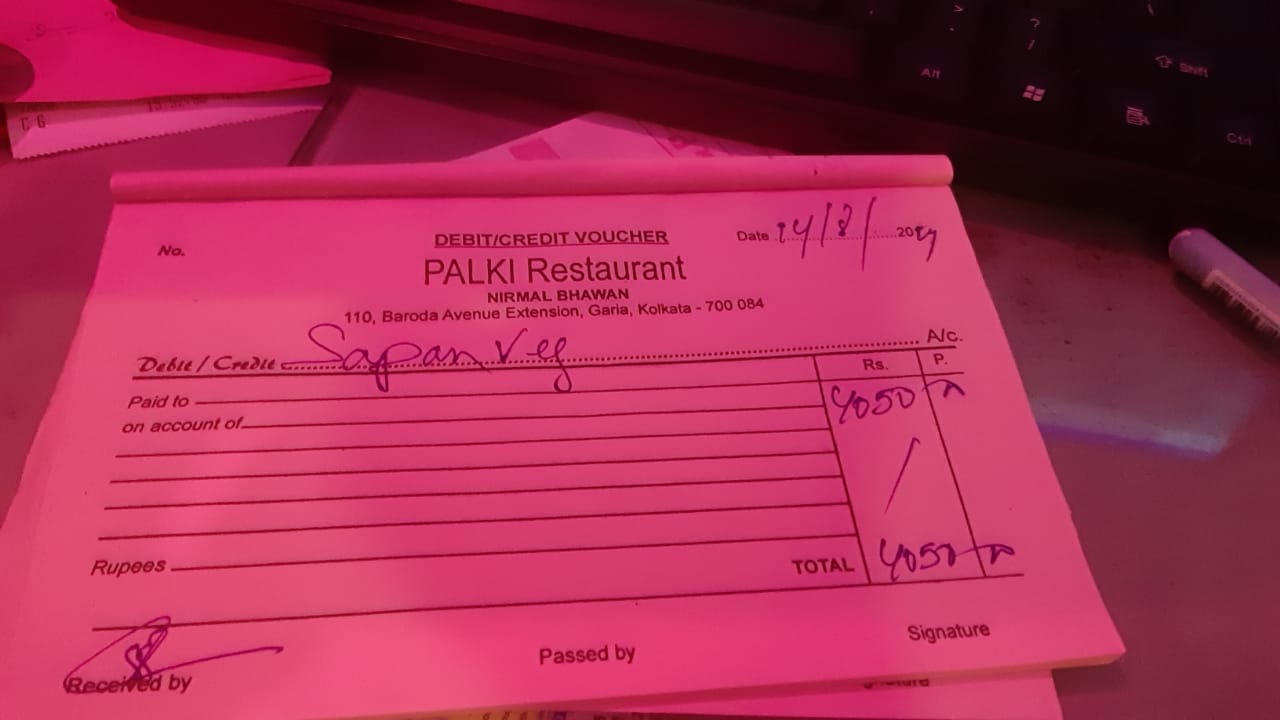 C 6
> ?
Alt / Shift
Ctrl
No. DEBIT/CREDIT VOUCHER Date 14/8/ 2024
PALKI Restaurant
NIRMAL BHAWAN
110, Baroda Avenue Extension, Garia, Kolkata - 700 084
Debit / Credit Sapan Veg A/c.
Rs. P.
Paid to 4050
on account of
Rupees TOTAL 4050
Received by Passed by Signature